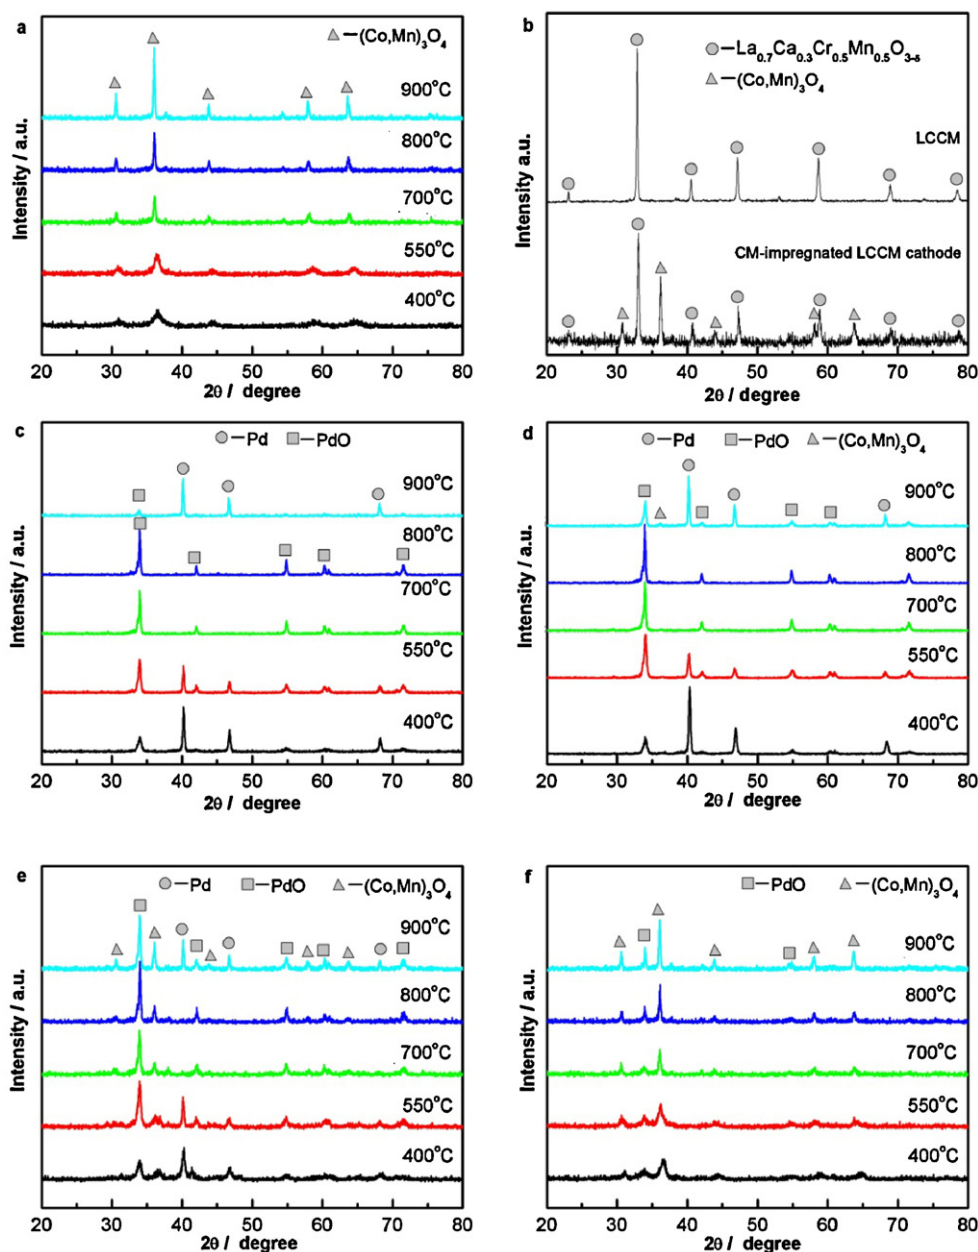 a
—(Co,Mn)₃O₄
900°C
800°C
700°C
550°C
400°C
Intensity / a.u.
20 30 40 50 60 70 80
2θ / degree
b
—La₀.₇Ca₀.₃Cr₀.₅Mn₀.₅O₃₋δ
—(Co,Mn)₃O₄
LCCM
CM-impregnated LCCM cathode
Intensity a.u.
20 30 40 50 60 70 80
2θ / degree
c
—Pd —PdO
900°C
800°C
700°C
550°C
400°C
Intensity / a.u.
20 30 40 50 60 70 80
2θ / degree
d
—Pd —PdO —(Co,Mn)₃O₄
900°C
800°C
700°C
550°C
400°C
Intensity / a.u.
20 30 40 50 60 70 80
2θ / degree
e
—Pd —PdO —(Co,Mn)₃O₄
900°C
800°C
700°C
550°C
400°C
Intensity / a.u.
20 30 40 50 60 70 80
2θ / degree
f
—PdO —(Co,Mn)₃O₄
900°C
800°C
700°C
550°C
400°C
Intensity / a.u.
20 30 40 50 60 70 80
2θ / degree